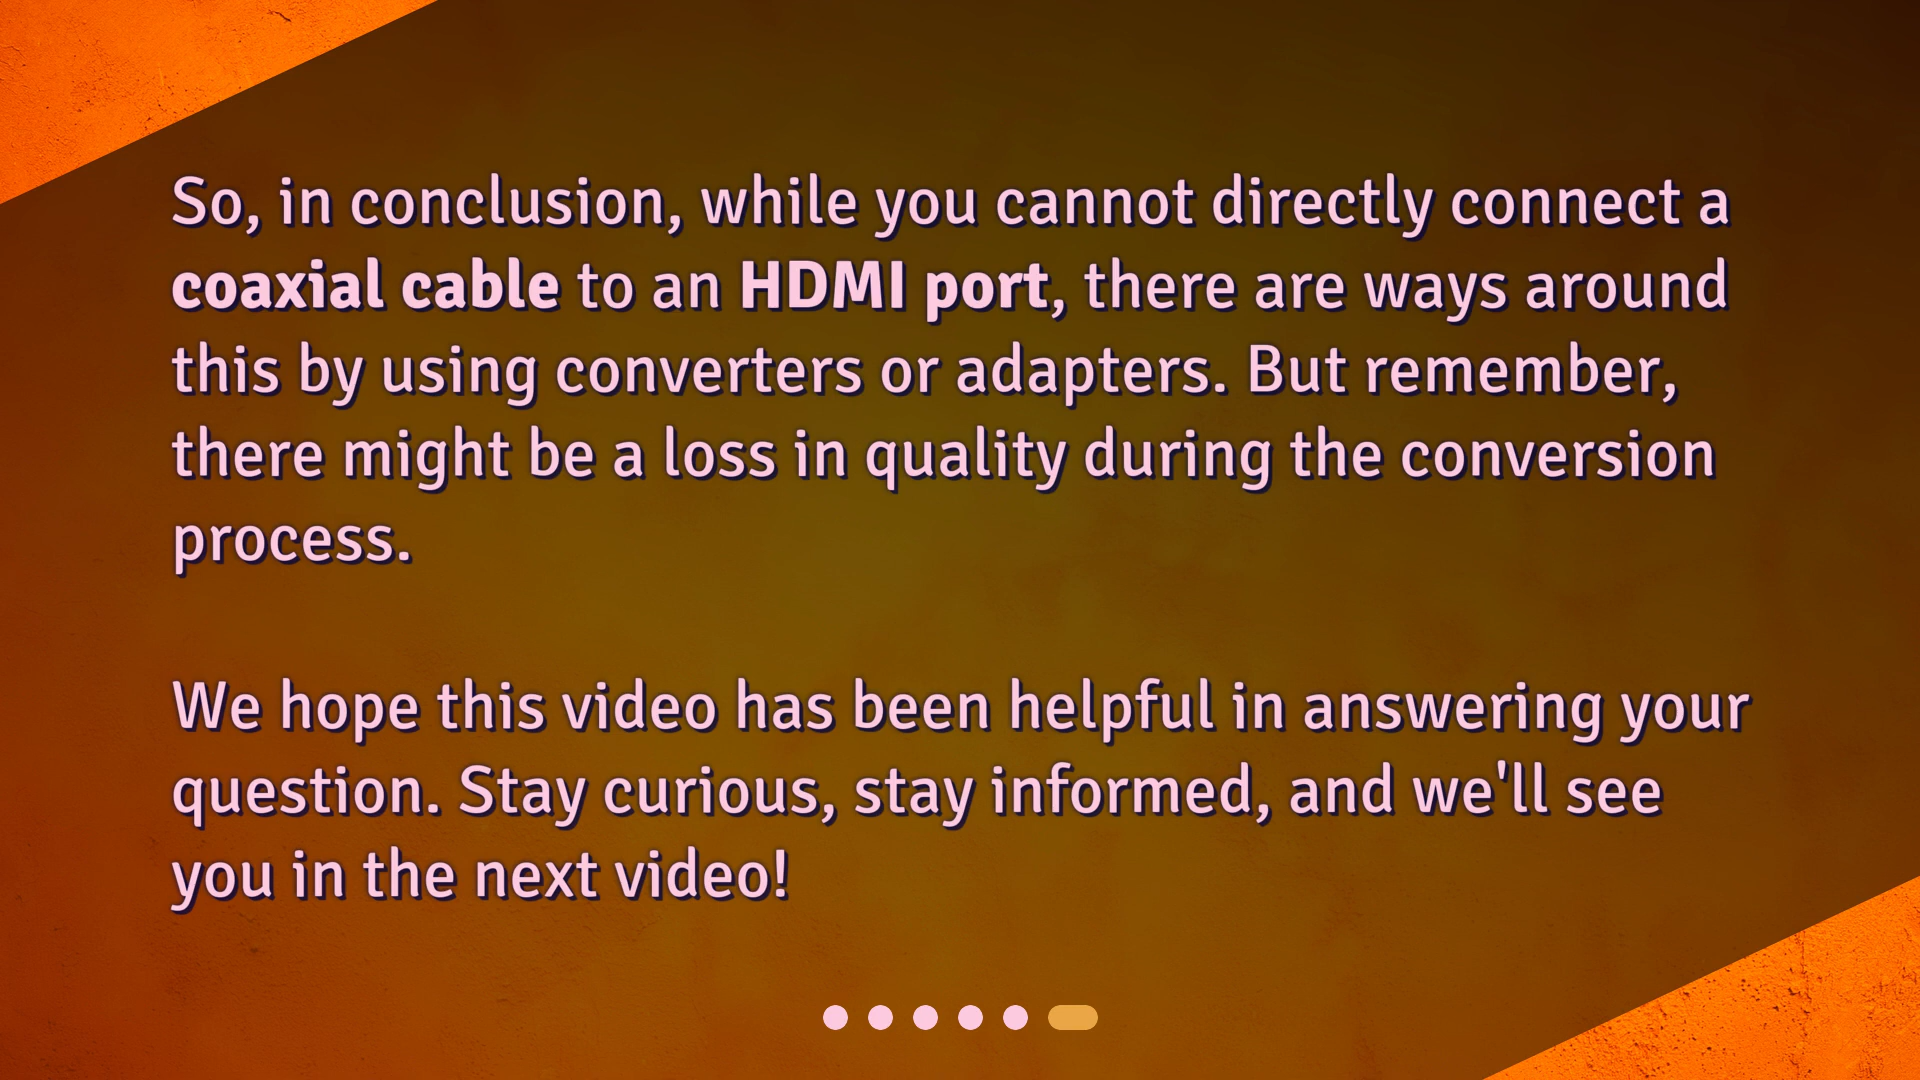 So, in conclusion, while you cannot directly connect a
coaxial cable to an HDMI port, there are ways around
this by using converters or adapters. But remember,
there might be a loss in quality during the conversion
process.
We hope this video has been helpful in answering your
question. Stay curious, stay informed, and we'll see
you in the next video!